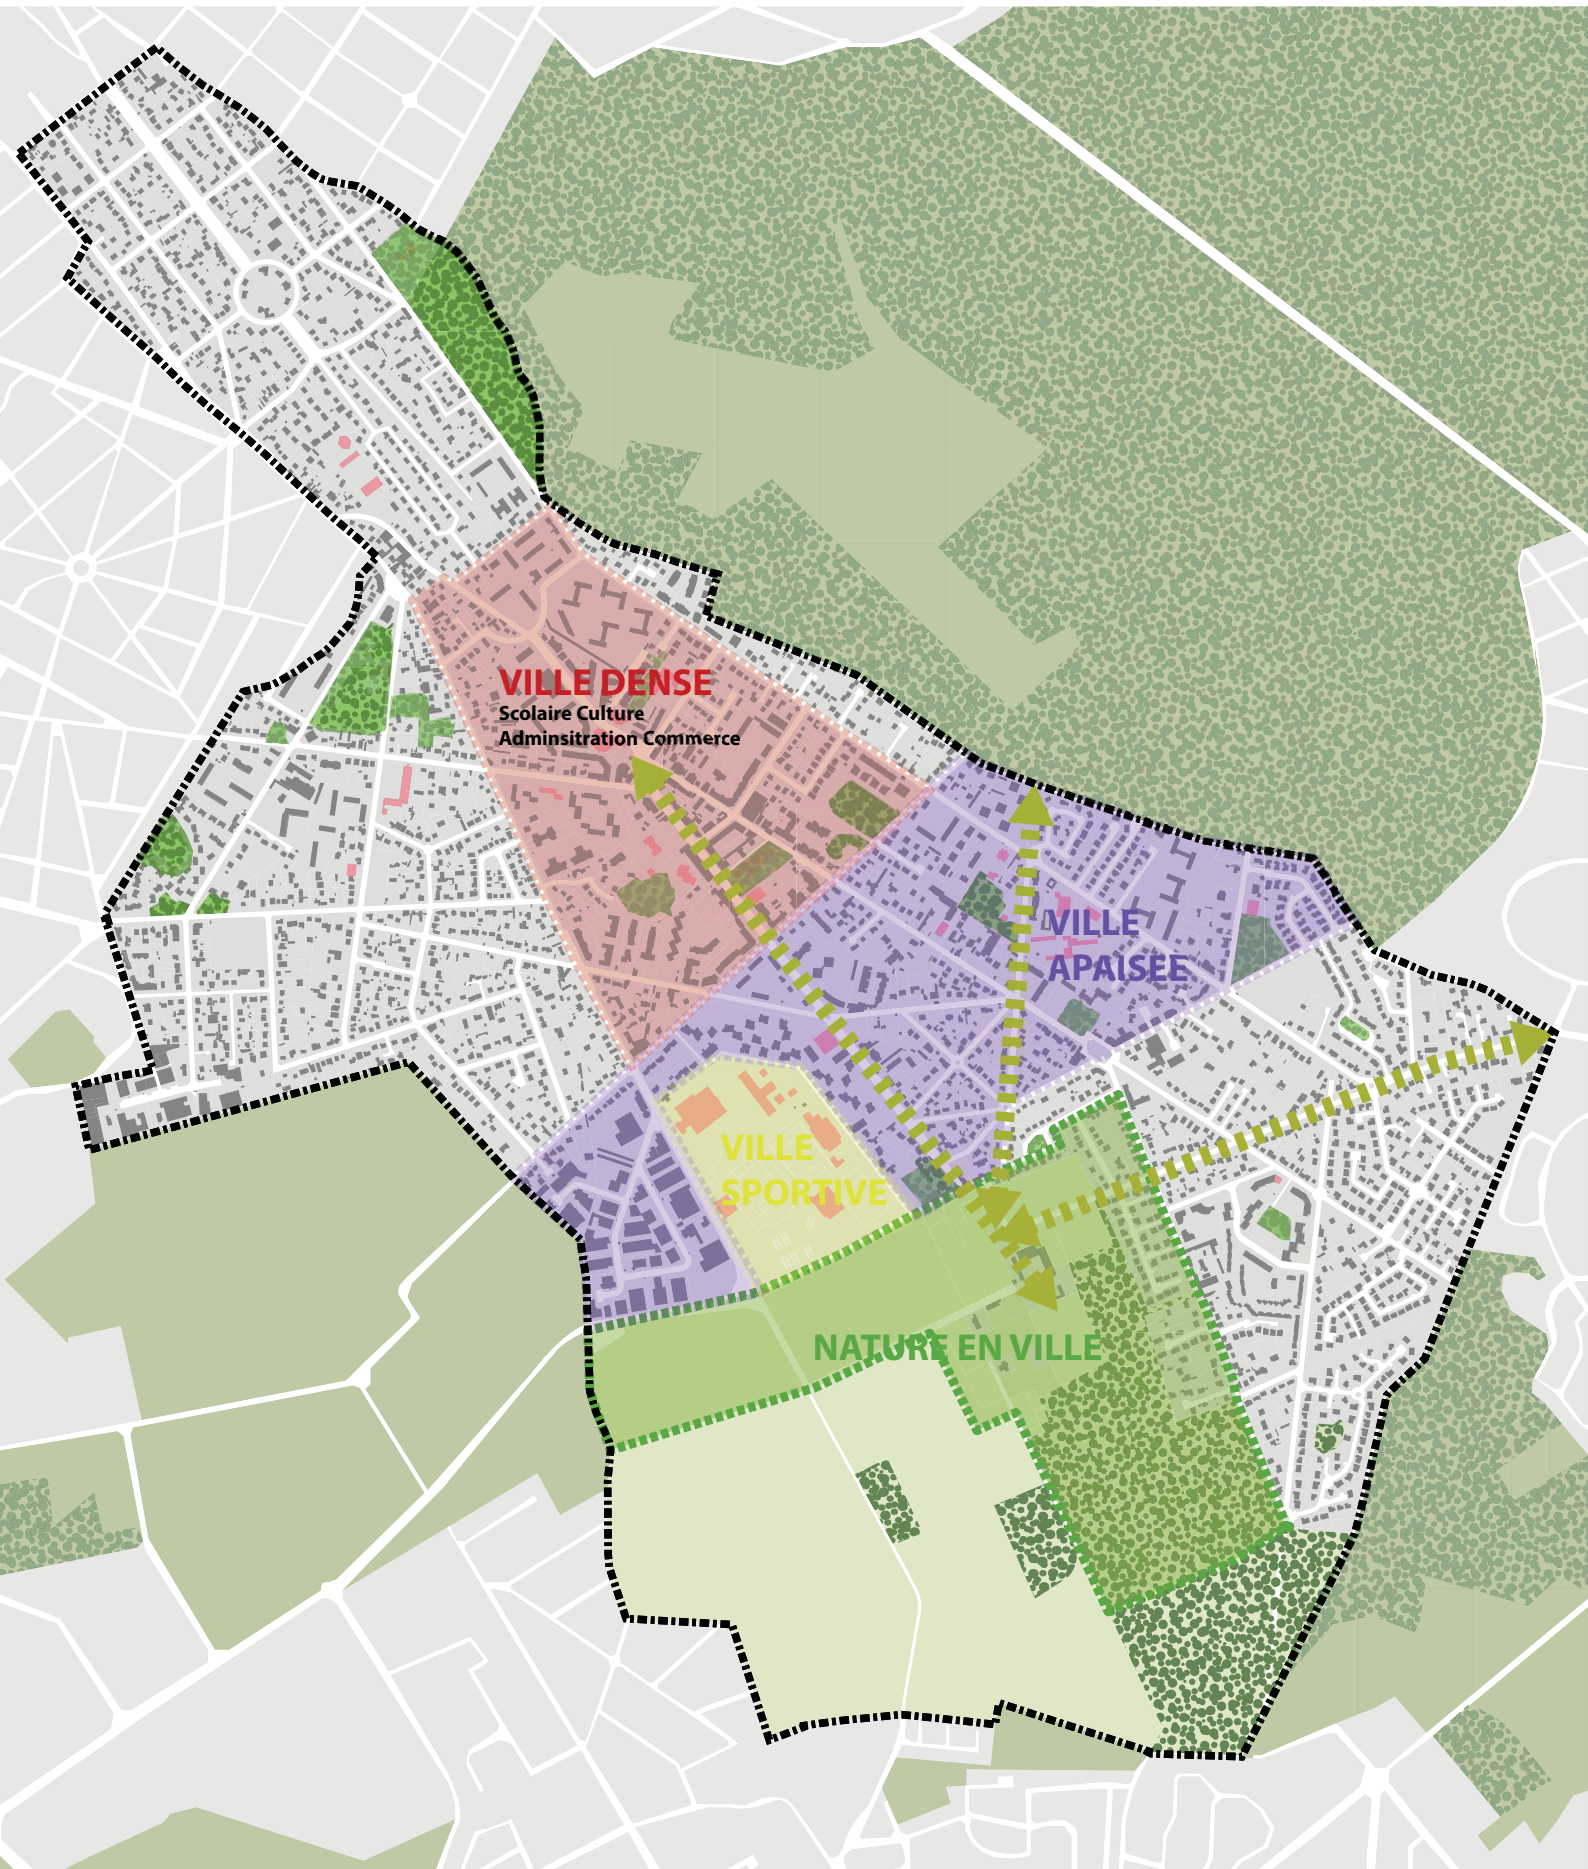 VILLE DENSE
Scolaire Culture
Adminsitration Commerce
VILLE
APAISEE
VILLE
SPORTIVE
NATURE EN VILLE